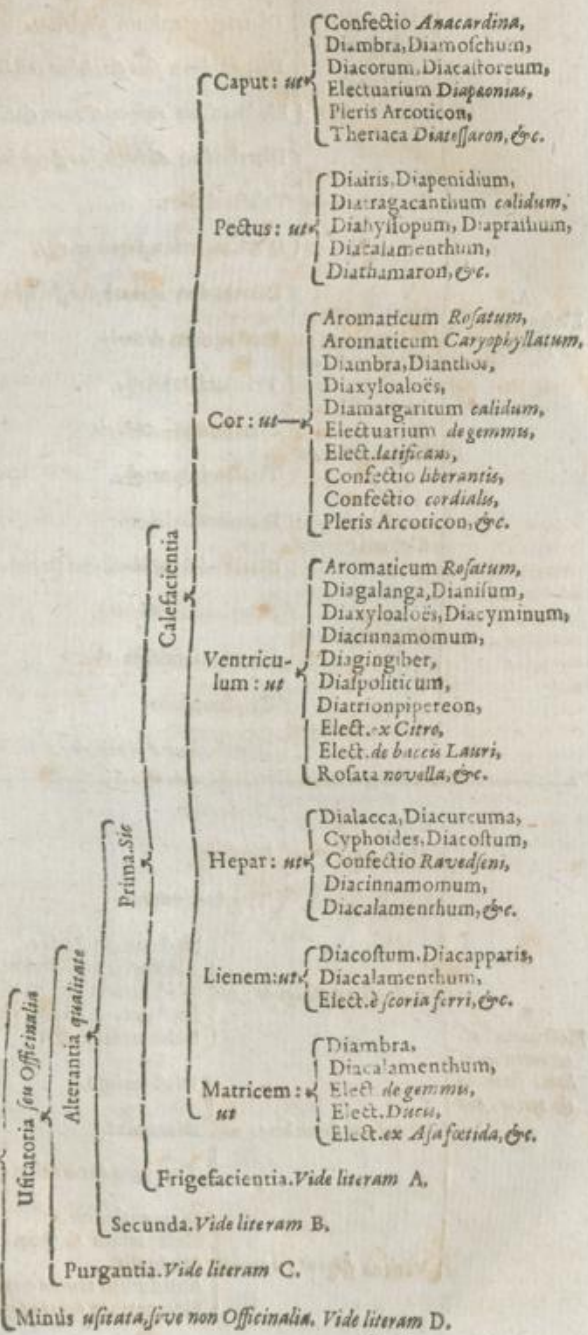 Confectio Anacardina,
Diambra, Diamoſchum,
Diacorum, Diacaſtoreum,
Caput: ut
Electuarium Diapæonias,
Pleris Arcoticon,
Theriaca Diateſſaron, &c.
Diairis, Diapenidium,
Diatragacanthum calidum,
Pectus: ut
Diahyſſopum, Diapraſſium,
Diacalamenthum,
Diathamaron, &c.
Aromaticum Roſatum,
Aromaticum Caryophyllatum,
Diambra, Dianthos,
Diaxyloaloës,
Diamargaritum calidum,
Cor: ut
Electuarium de gemmis,
Elect. lætificans,
Confectio liberantis,
Confectio cordialis,
Pleris Arcoticon, &c.
Calefacientia
Aromaticum Roſatum,
Diagalanga, Dianiſum,
Diaxyloaloës, Diacyminum,
Diacinnamomum,
Ventricu-
lum: ut
Diagingiber,
Diaſpoliticum,
Diatrionpipereon,
Elect. ex Citro,
Elect. de baccis Lauri,
Roſata novella, &c.
Prima. Sic
Dialacca, Diacurcuma,
Cyphoides, Diacoſtum,
Hepar: ut
Confectio Ravedſeni,
Diacinnamomum,
Diacalamenthum, &c.
Alterantia qualitate
Diacoſtum, Diacapparis,
Lienem: ut
Diacalamenthum,
Elect. è ſcoria ferri, &c.
Uſitatoria ſeu Officinalia
Diambra,
Diacalamenthum,
Matricem:
ut
Elect. de gemmis,
Elect. Ducis,
Elect. ex Aſa fœtida, &c.
Frigefacientia. Vide literam A.
Secunda. Vide literam B.
Purgantia. Vide literam C.
Minùs uſitata, ſive non Officinalia. Vide literam D.